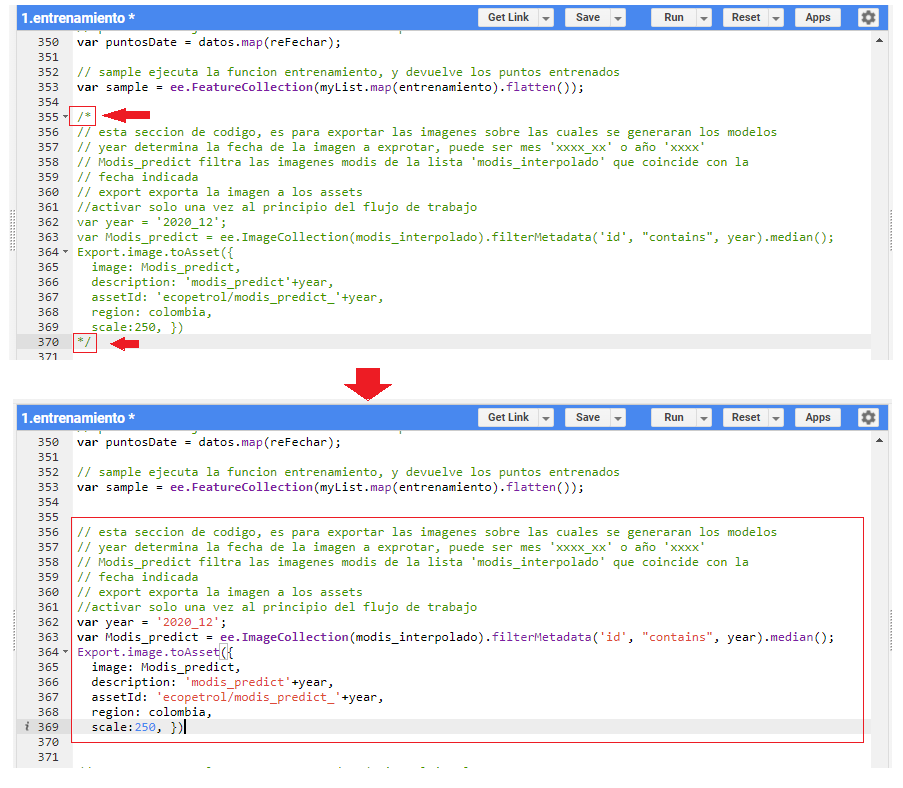 1.entrenamiento *
Get Link
Save
Run
Reset
Apps
350 var puntosDate = datos.map(reFechar);
351
352 // sample ejecuta la funcion entrenamiento, y devuelve los puntos entrenados
353 var sample = ee.FeatureCollection(myList.map(entrenamiento).flatten());
354
355 /*
356 // esta seccion de codigo, es para exportar las imagenes sobre las cuales se generaran los modelos
357 // year determina la fecha de la imagen a exprotar, puede ser mes 'xxxx_xx' o año 'xxxx'
358 // Modis_predict filtra las imagenes modis de la lista 'modis_interpolado' que coincide con la
359 // fecha indicada
360 // export exporta la imagen a los assets
361 //activar solo una vez al principio del flujo de trabajo
362 var year = '2020_12';
363 var Modis_predict = ee.ImageCollection(modis_interpolado).filterMetadata('id', "contains", year).median();
364 Export.image.toAsset({
365 image: Modis_predict,
366 description: 'modis_predict'+year,
367 assetId: 'ecopetrol/modis_predict_'+year,
368 region: colombia,
369 scale:250, })
370 */
371
1.entrenamiento *
Get Link
Save
Run
Reset
Apps
350 var puntosDate = datos.map(reFechar);
351
352 // sample ejecuta la funcion entrenamiento, y devuelve los puntos entrenados
353 var sample = ee.FeatureCollection(myList.map(entrenamiento).flatten());
354
355
356 // esta seccion de codigo, es para exportar las imagenes sobre las cuales se generaran los modelos
357 // year determina la fecha de la imagen a exprotar, puede ser mes 'xxxx_xx' o año 'xxxx'
358 // Modis_predict filtra las imagenes modis de la lista 'modis_interpolado' que coincide con la
359 // fecha indicada
360 // export exporta la imagen a los assets
361 //activar solo una vez al principio del flujo de trabajo
362 var year = '2020_12';
363 var Modis_predict = ee.ImageCollection(modis_interpolado).filterMetadata('id', "contains", year).median();
364 Export.image.toAsset({
365 image: Modis_predict,
366 description: 'modis_predict'+year,
367 assetId: 'ecopetrol/modis_predict_'+year,
368 region: colombia,
i 369 scale:250, })
370
371